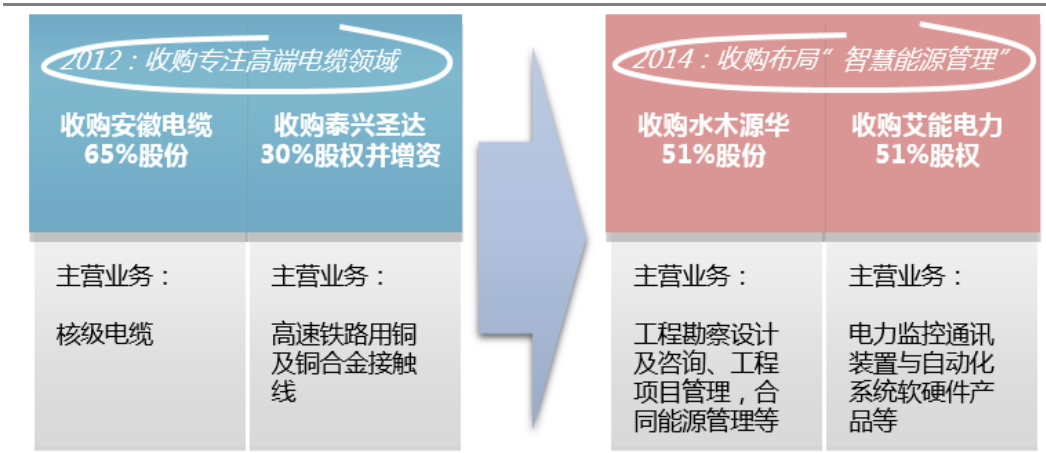 2012：收购专注高端电缆领域
收购安徽电缆
65%股份
收购泰兴圣达
30%股权并增资
主营业务：
核级电缆
主营业务：
高速铁路用铜
及铜合金接触
线
2014：收购布局”智慧能源管理”
收购水木源华
51%股份
收购艾能电力
51%股权
主营业务：
工程勘察设计
及咨询、工程
项目管理，合
同能源管理等
主营业务：
电力监控通讯
装置与自动化
系统软硬件产
品等